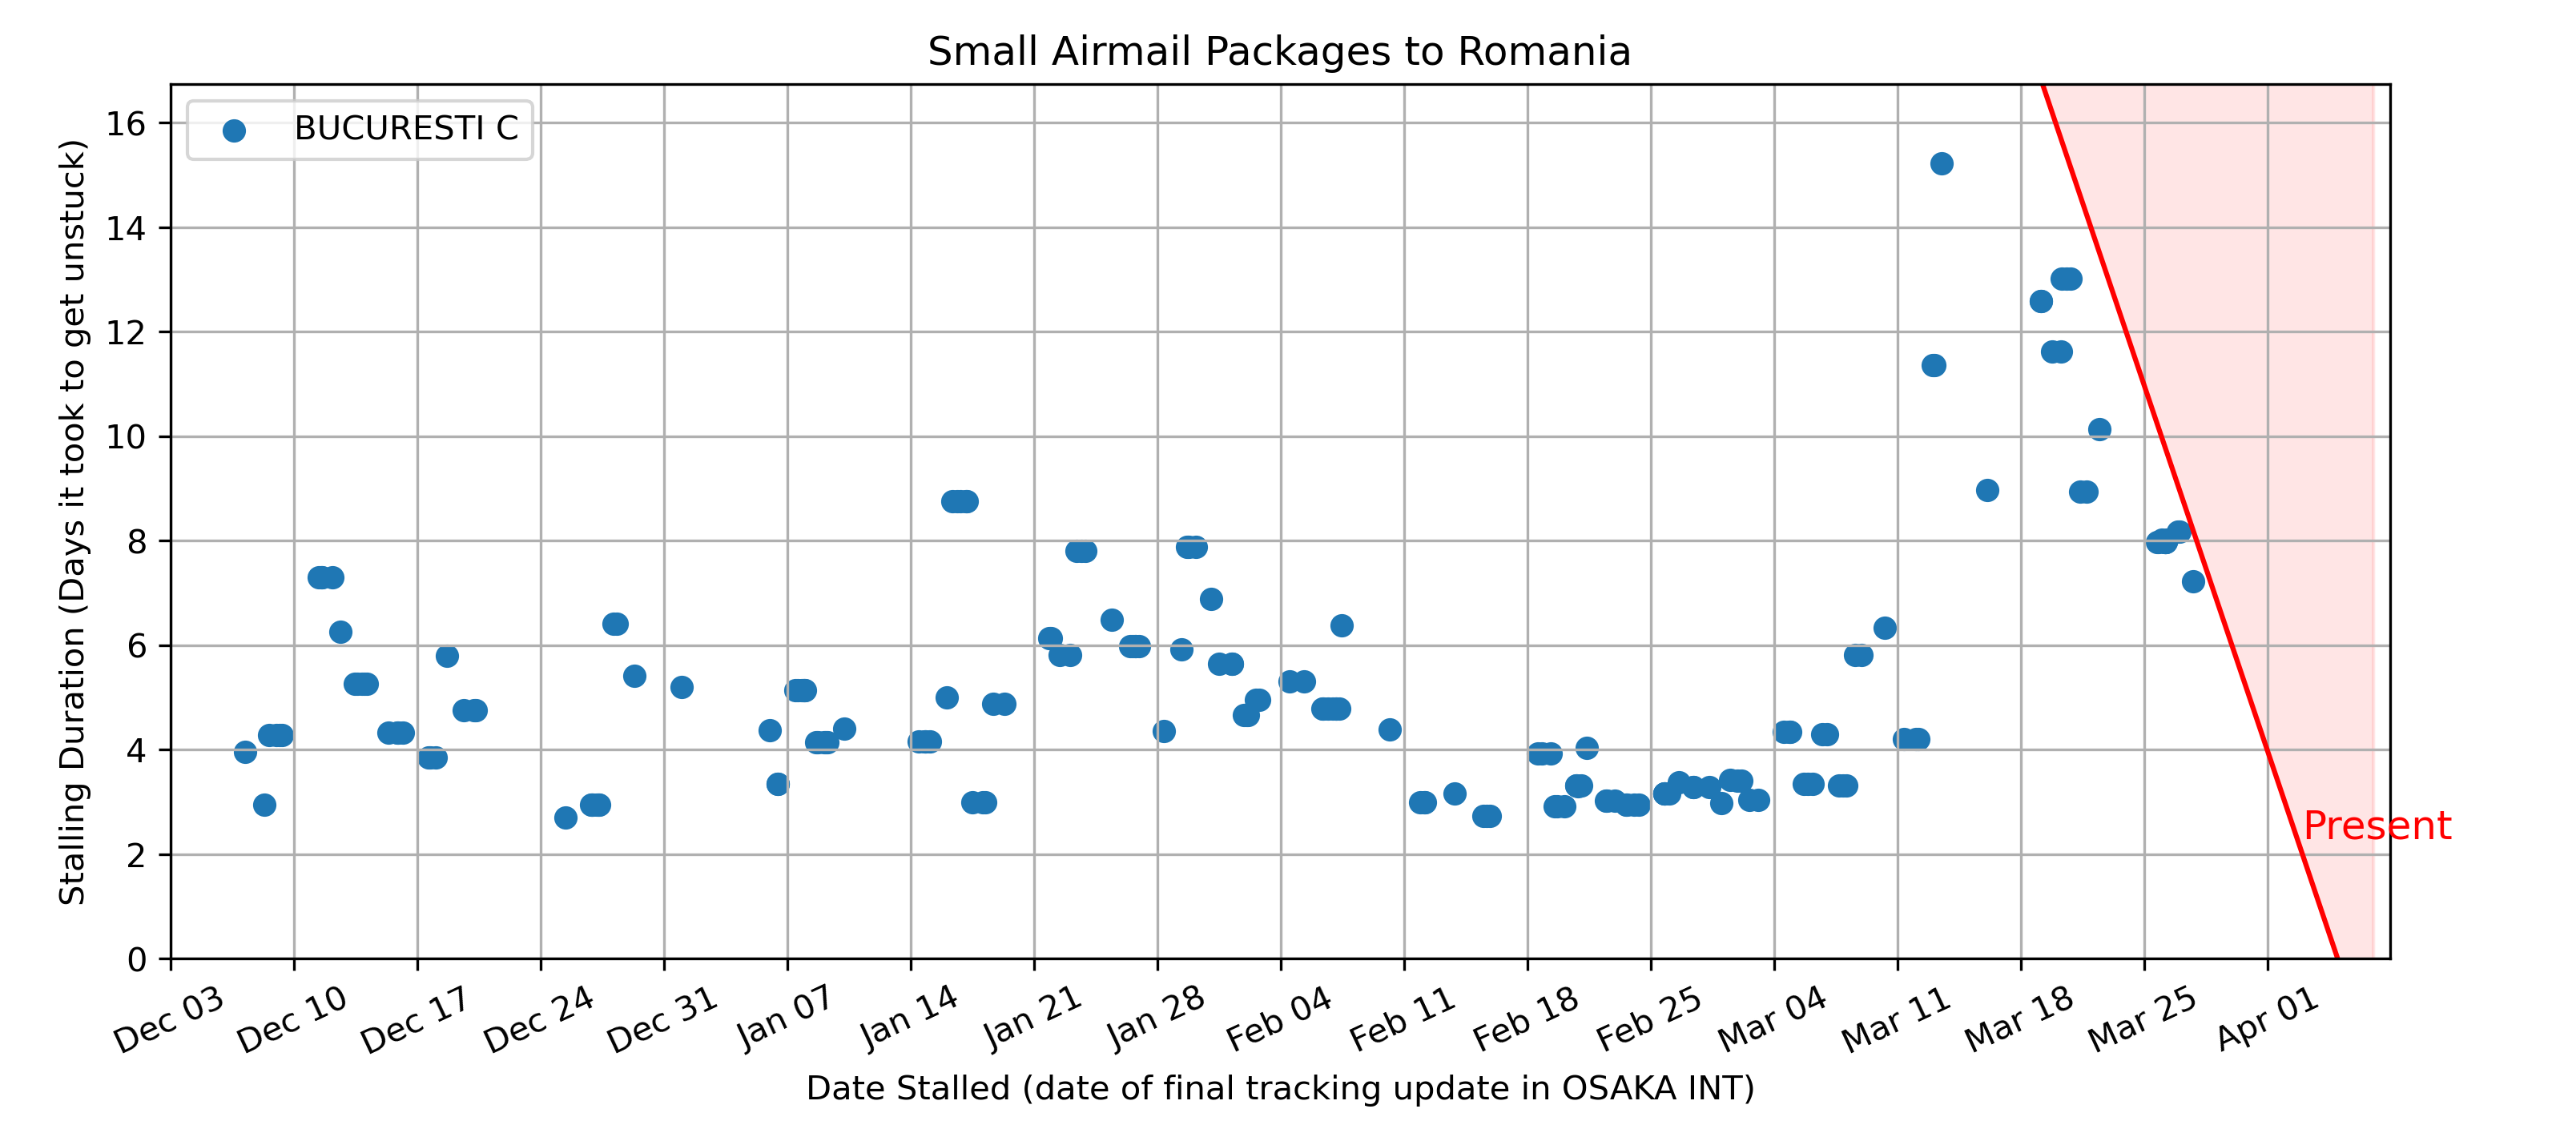 Small Airmail Packages to Romania
BUCURESTI C
Stalling Duration (Days it took to get unstuck)
16
14
12
10
8
6
4
2
0
Present
Dec 03
Dec 10
Dec 17
Dec 24
Dec 31
Jan 07
Jan 14
Jan 21
Jan 28
Feb 04
Feb 11
Feb 18
Feb 25
Mar 04
Mar 11
Mar 18
Mar 25
Apr 01
Date Stalled (date of final tracking update in OSAKA INT)